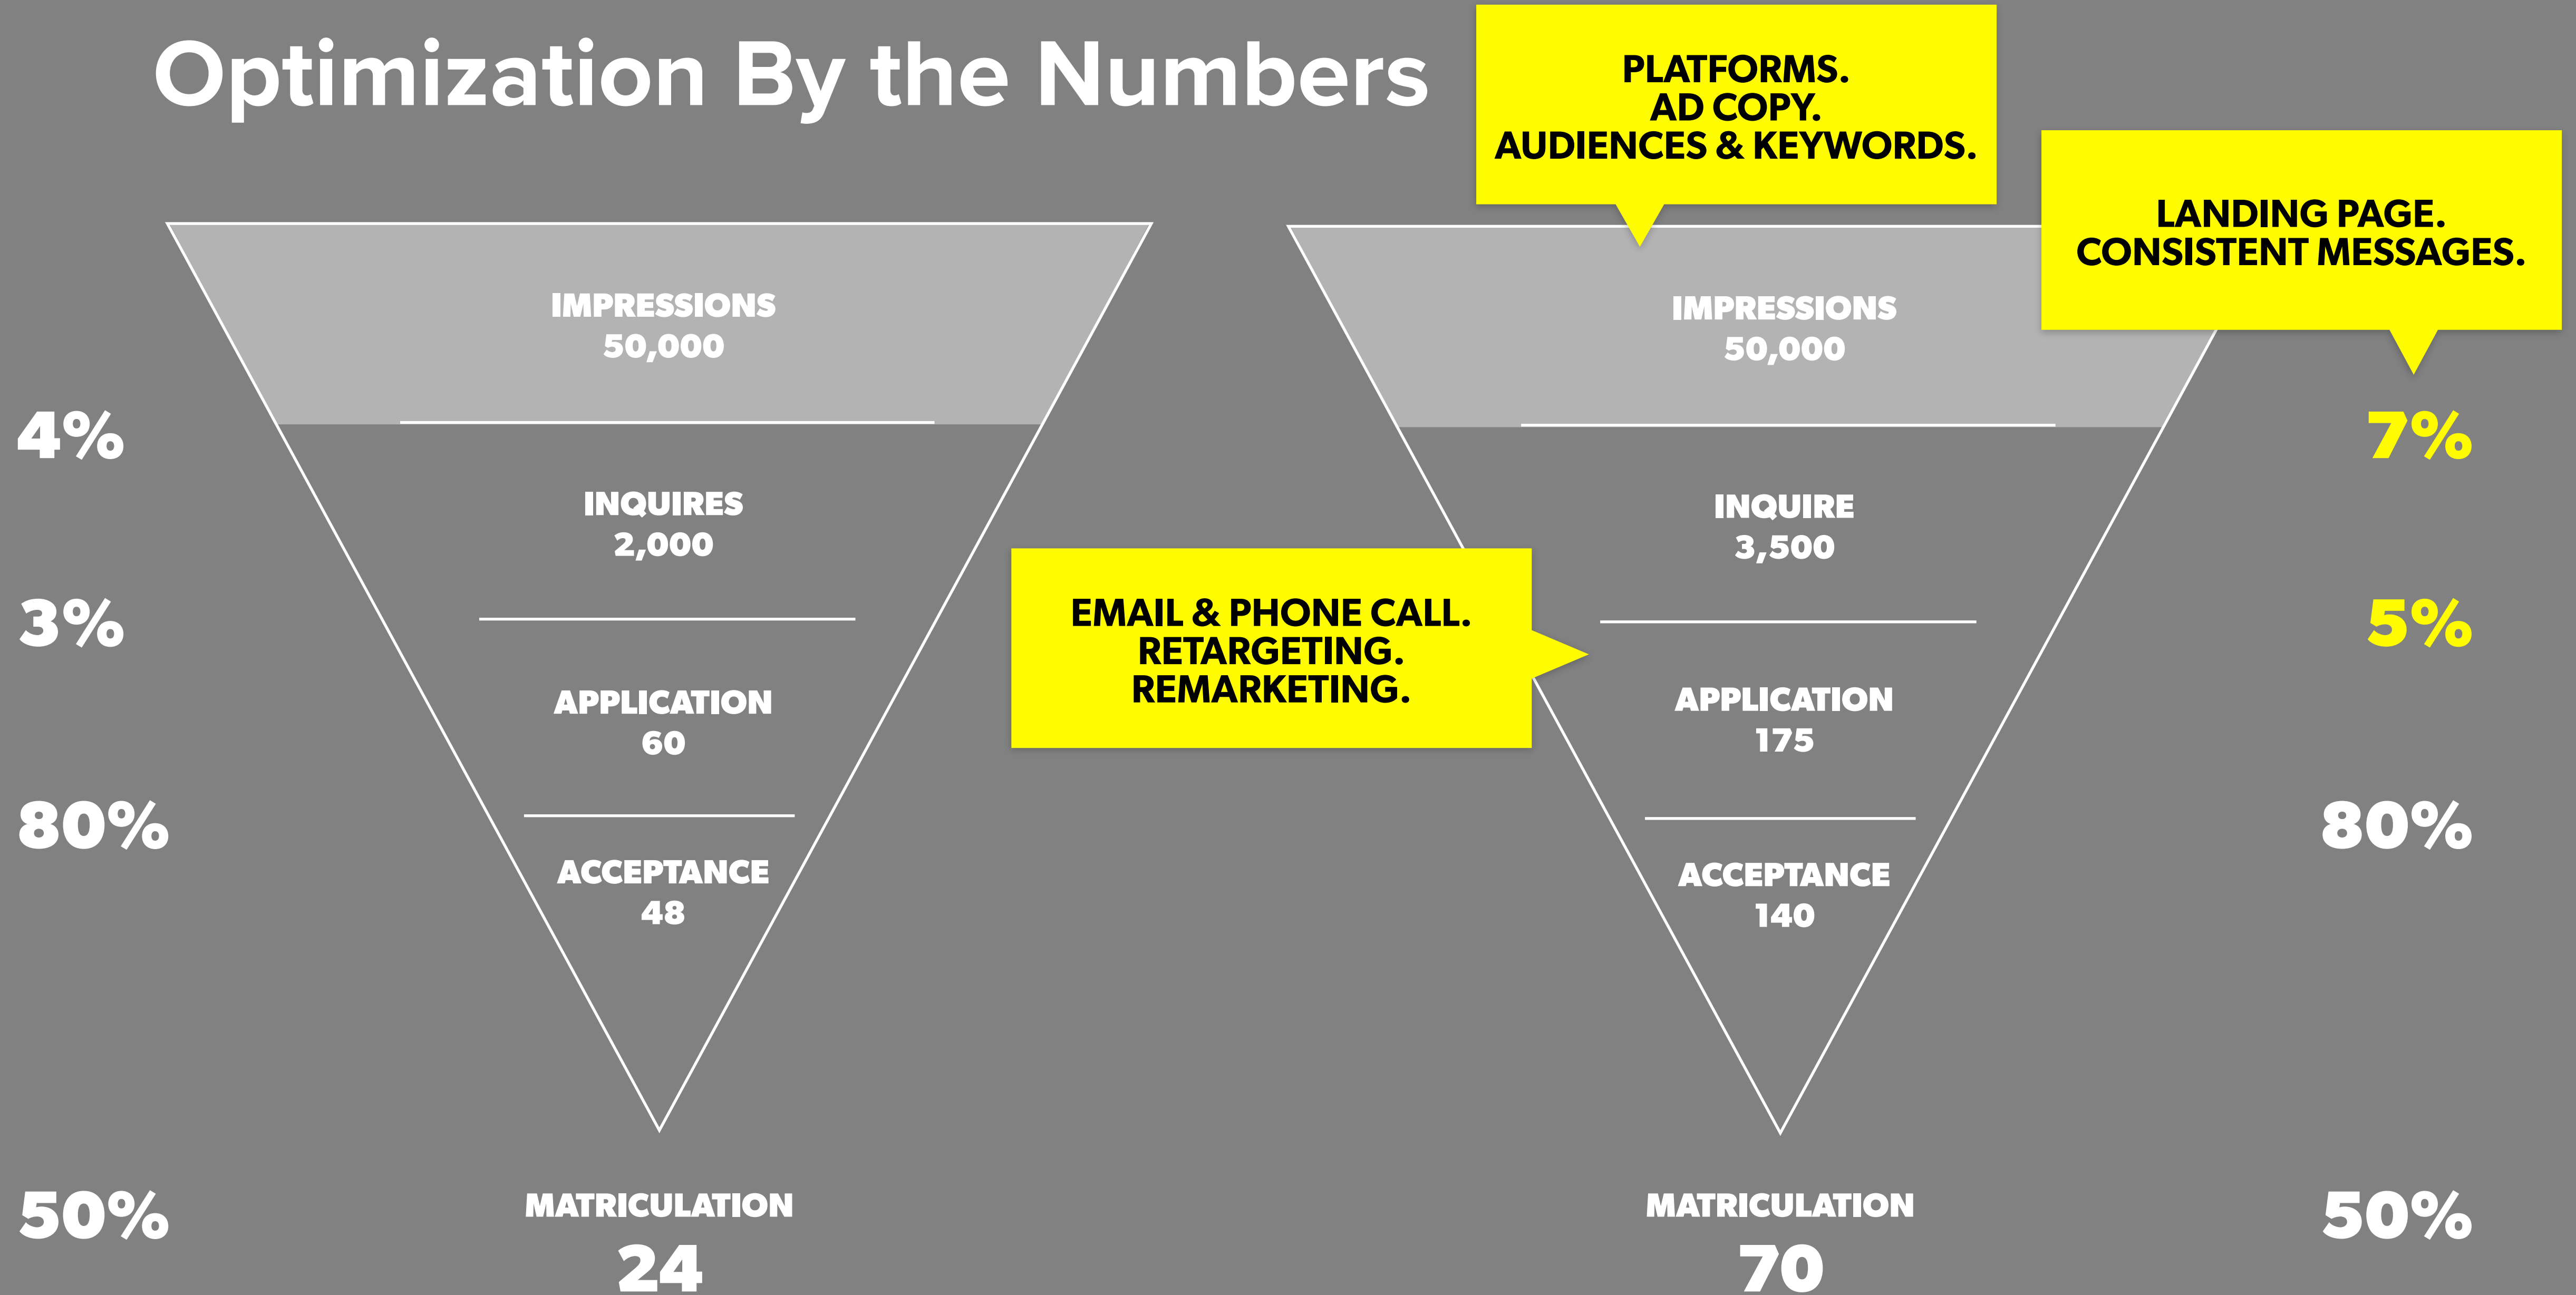 Optimization By the Numbers
PLATFORMS.
AD COPY.
AUDIENCES & KEYWORDS.
LANDING PAGE.
CONSISTENT MESSAGES.
IMPRESSIONS
50,000
4%
INQUIRES
2,000
3%
APPLICATION
60
80%
ACCEPTANCE
48
50%
MATRICULATION
24
EMAIL & PHONE CALL.
RETARGETING.
REMARKETING.
IMPRESSIONS
50,000
7%
INQUIRE
3,500
5%
APPLICATION
175
80%
ACCEPTANCE
140
50%
MATRICULATION
70